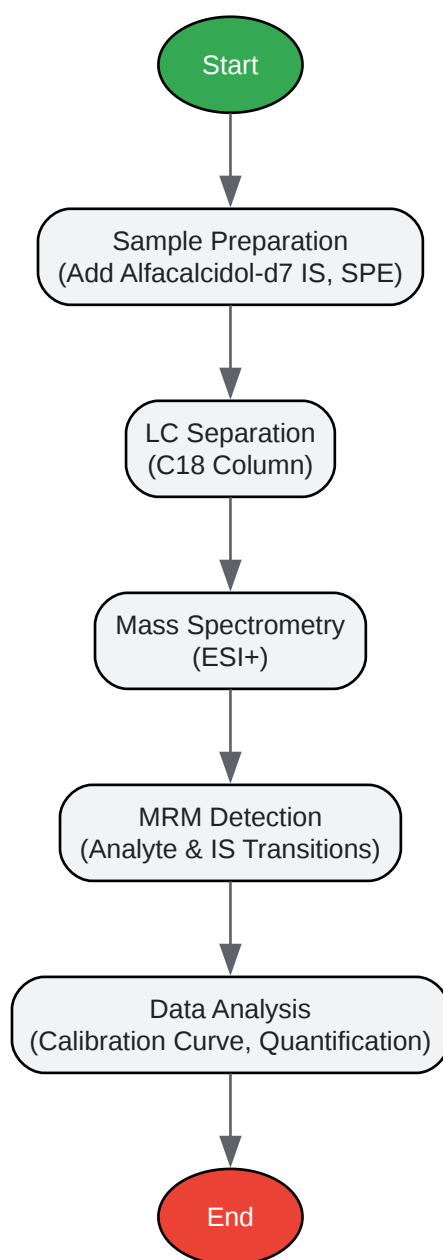 Start
Sample Preparation
(Add Alfacalcidol-d7 IS, SPE)
LC Separation
(C18 Column)
Mass Spectrometry
(ESI+)
MRM Detection
(Analyte & IS Transitions)
Data Analysis
(Calibration Curve, Quantification)
End